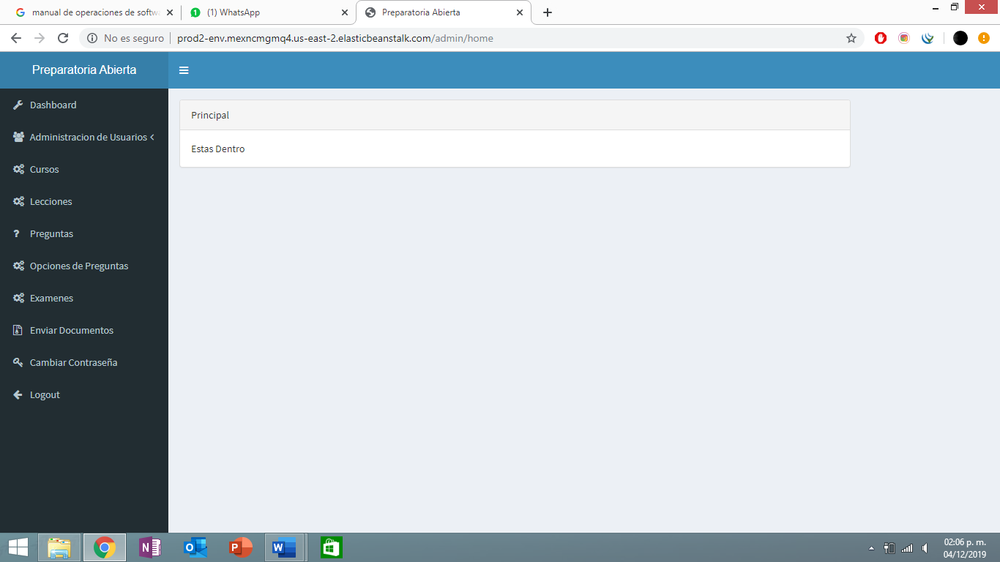 manual de operaciones de softwa
(1) WhatsApp
Preparatoria Abierta
No es seguro
prod2-env.mexncmgmq4.us-east-2.elasticbeanstalk.com/admin/home
Preparatoria Abierta
Dashboard
Administracion de Usuarios
Cursos
Lecciones
Preguntas
Opciones de Preguntas
Examenes
Enviar Documentos
Cambiar Contraseña
Logout
Principal
Estas Dentro
02:06 p. m.
04/12/2019